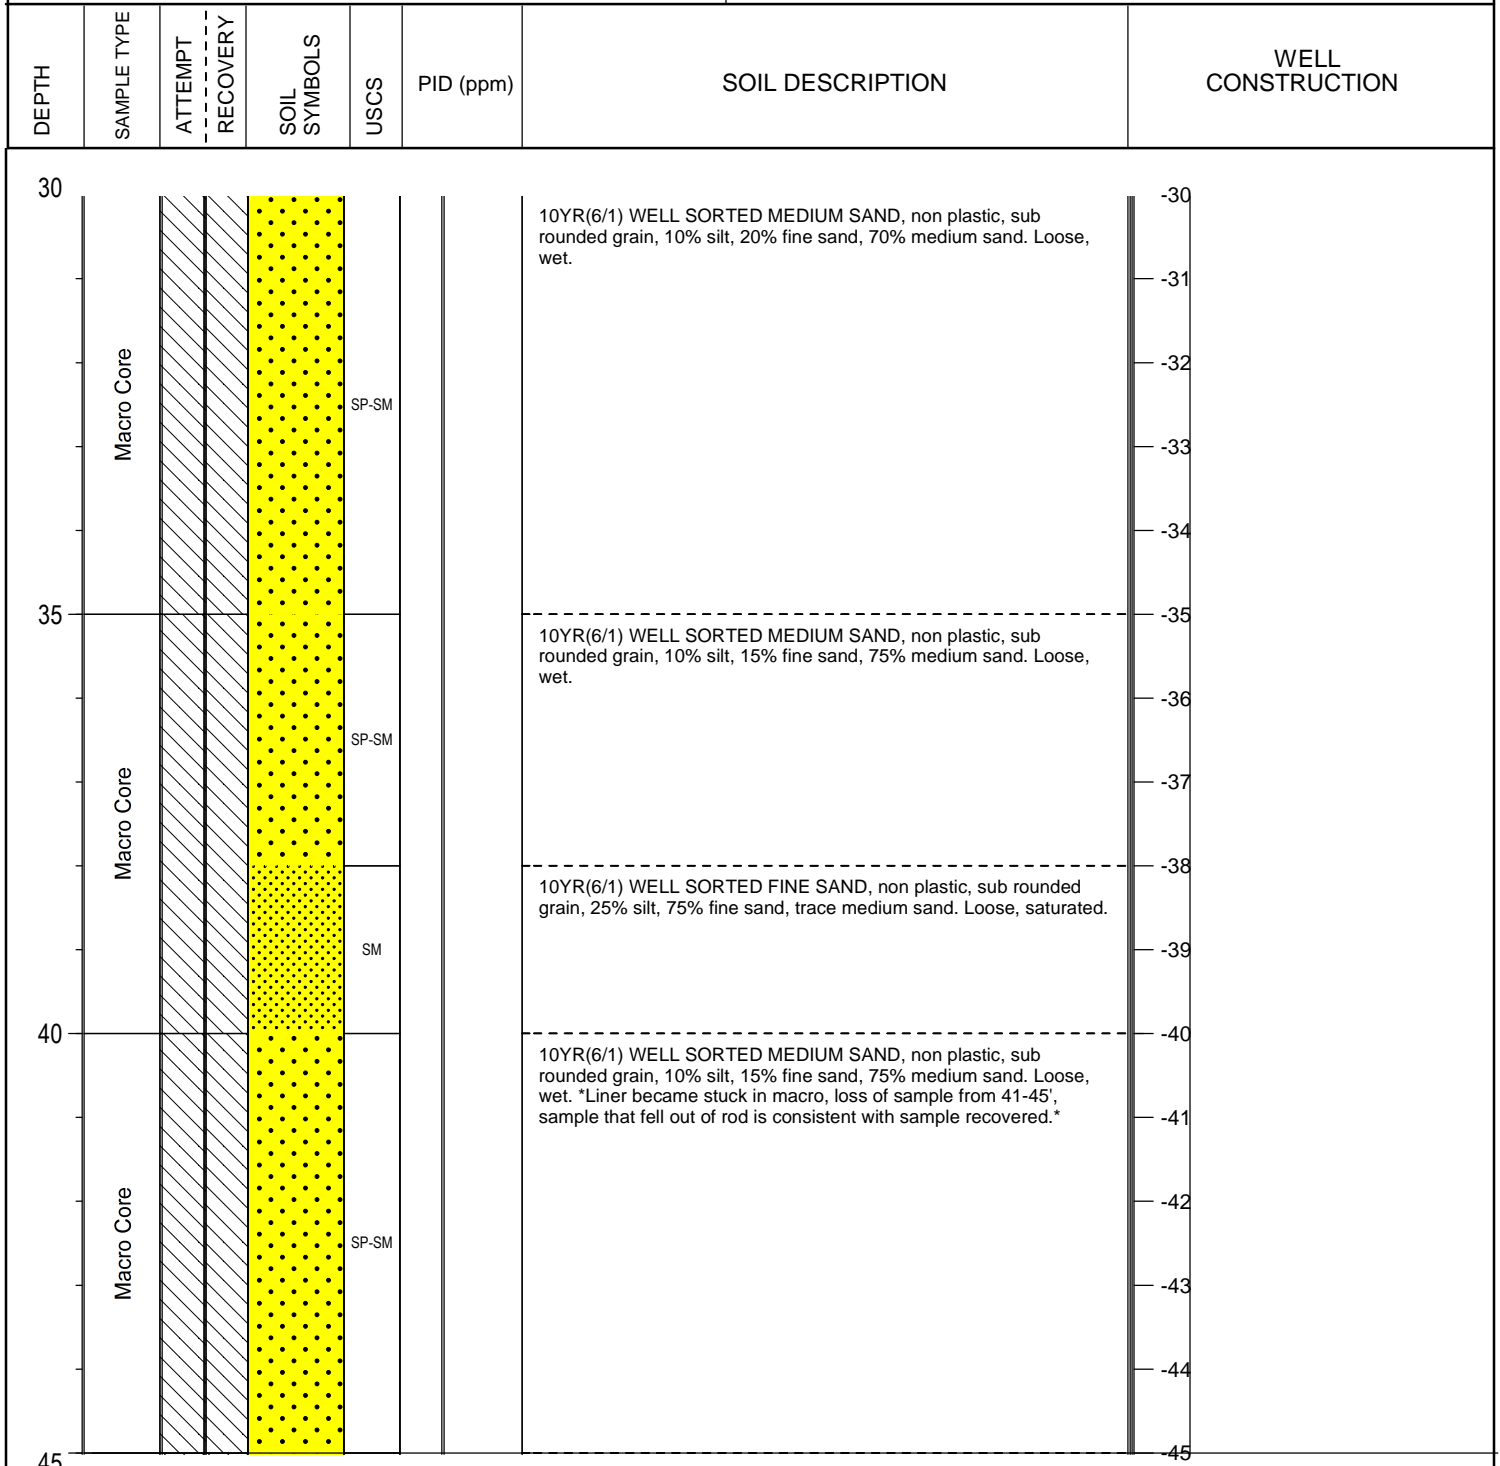 DEPTH
SAMPLE TYPE
ATTEMPT
RECOVERY
SOIL
SYMBOLS
USCS
PID (ppm)
SOIL DESCRIPTION
WELL
CONSTRUCTION
30
Macro Core
SP-SM
10YR(6/1) WELL SORTED MEDIUM SAND, non plastic, sub
rounded grain, 10% silt, 20% fine sand, 70% medium sand. Loose,
wet.
-30
-31
-32
-33
-34
35
Macro Core
SP-SM
10YR(6/1) WELL SORTED MEDIUM SAND, non plastic, sub
rounded grain, 10% silt, 15% fine sand, 75% medium sand. Loose,
wet.
-35
-36
-37
SM
10YR(6/1) WELL SORTED FINE SAND, non plastic, sub rounded
grain, 25% silt, 75% fine sand, trace medium sand. Loose, saturated.
-38
-39
40
Macro Core
SP-SM
10YR(6/1) WELL SORTED MEDIUM SAND, non plastic, sub
rounded grain, 10% silt, 15% fine sand, 75% medium sand. Loose,
wet. *Liner became stuck in macro, loss of sample from 41-45',
sample that fell out of rod is consistent with sample recovered.*
-40
-41
-42
-43
-44
45
-45